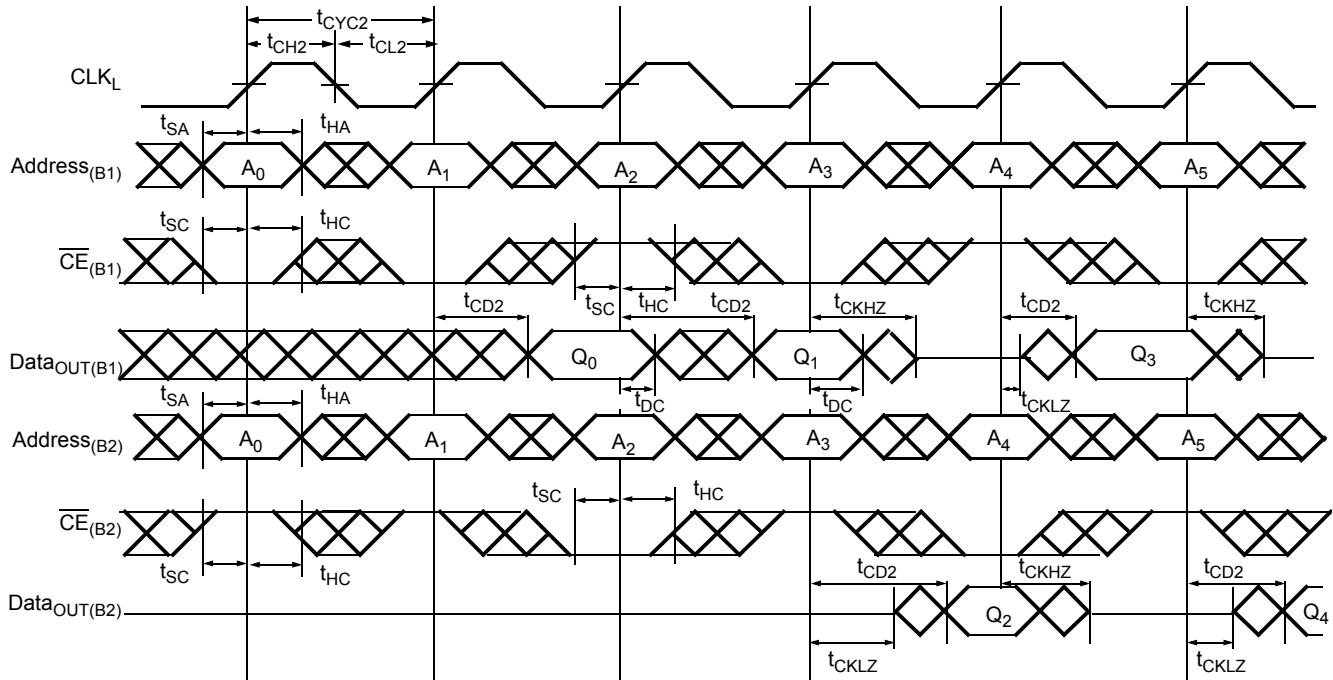 tCYC2
tCH2 tCL2
CLKL
tSA tHA
Address(B1) A0 A1 A2 A3 A4 A5
tSC tHC
CE(B1)
tSC tHC
tCD2 tCD2 tCKHZ tCD2 tCKHZ
DataOUT(B1) Q0 Q1 Q3
tDC tDC tCKLZ
tSA tHA
Address(B2) A0 A1 A2 A3 A4 A5
tSC tHC
CE(B2)
tSC tHC
tCD2 tCKHZ tCD2
DataOUT(B2) Q2 Q4
tCKLZ tCKLZ